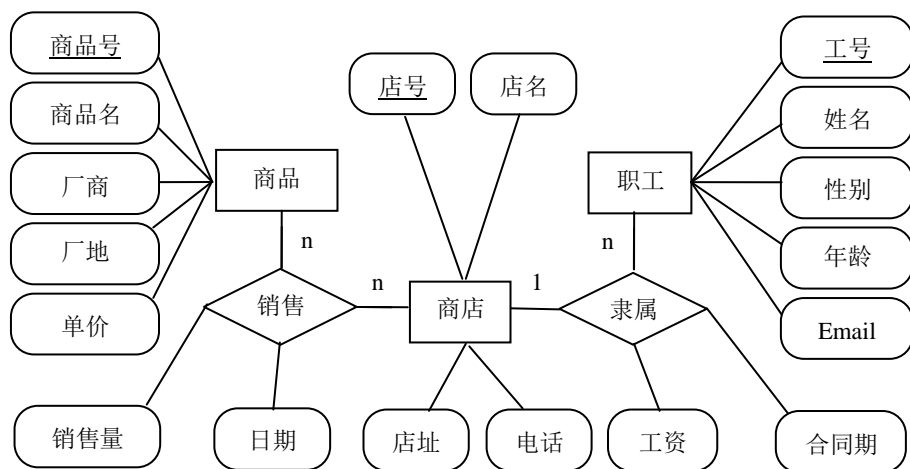 商品号
商品名
厂商
厂地
单价
商品
n
销售
n
销售量
日期
店号
店名
商店
店址
电话
1
隶属
n
职工
工资
合同期
工号
姓名
性别
年龄
Email